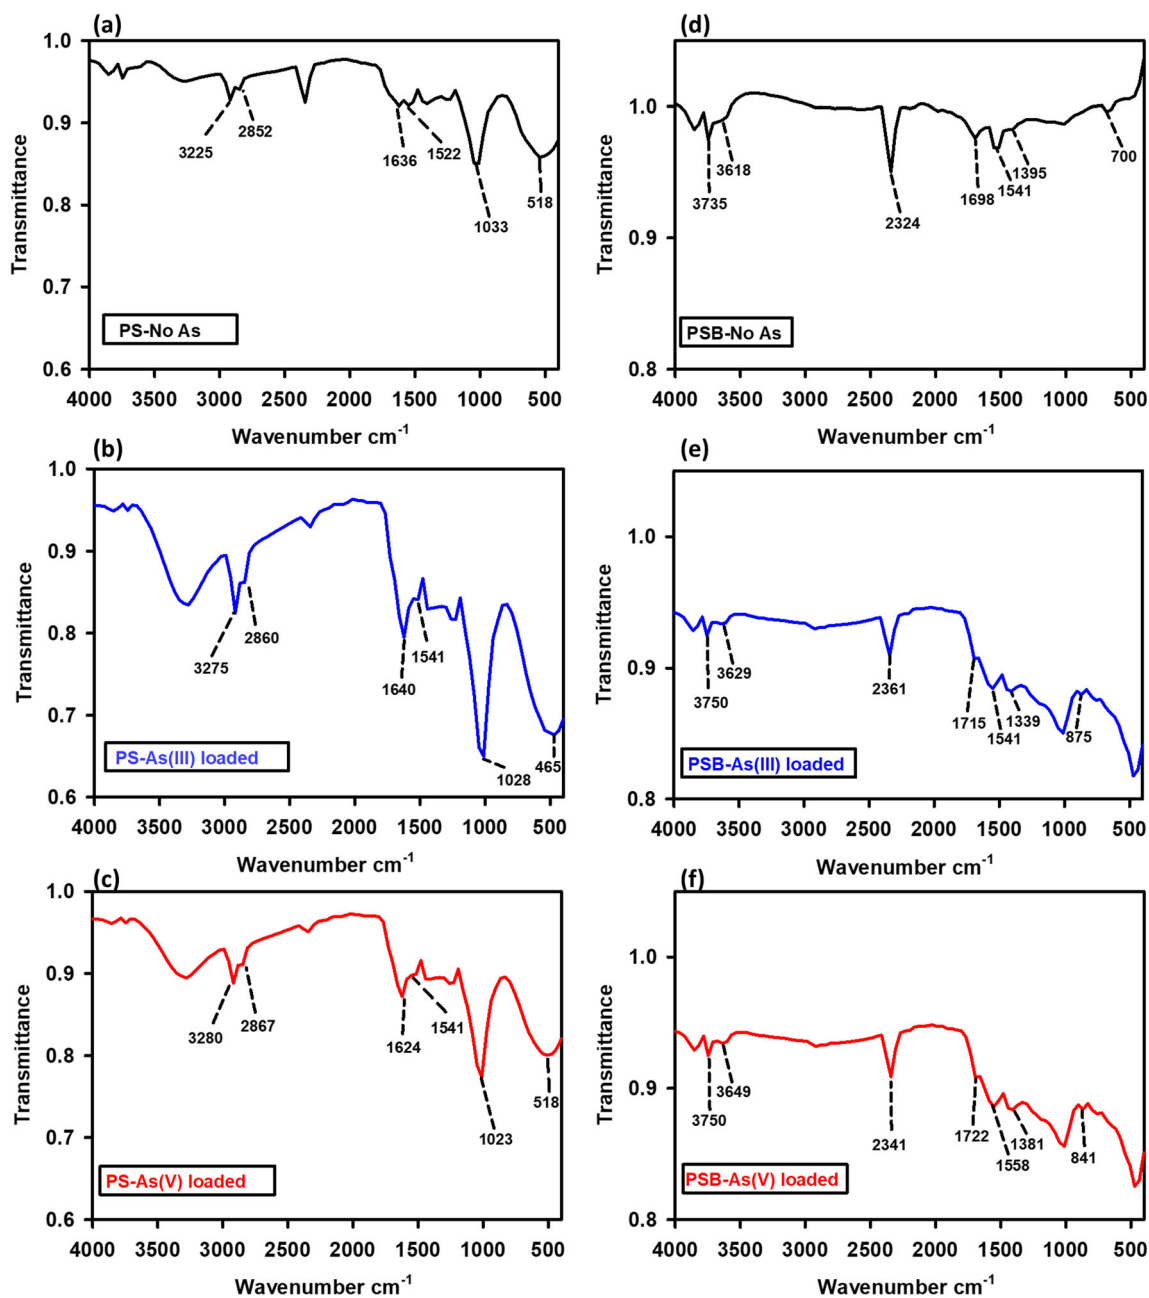 (a)
Transmittance
1.0
0.9
0.8
0.7
0.6
3225
2852
1636
1522
1033
518
PS-No As
4000 3500 3000 2500 2000 1500 1000 500
Wavenumber cm⁻¹
(d)
Transmittance
1.0
0.9
0.8
3735
3618
2324
1698
1541
1395
700
PSB-No As
4000 3500 3000 2500 2000 1500 1000 500
Wavenumber cm⁻¹
(b)
Transmittance
1.0
0.9
0.8
0.7
0.6
3275
2860
1640
1541
1028
465
PS-As(III) loaded
4000 3500 3000 2500 2000 1500 1000 500
Wavenumber cm⁻¹
(e)
Transmittance
1.0
0.9
0.8
3750
3629
2361
1715
1541
1339
875
PSB-As(III) loaded
4000 3500 3000 2500 2000 1500 1000 500
Wavenumber cm⁻¹
(c)
Transmittance
1.0
0.9
0.8
0.7
0.6
3280
2867
1624
1541
1023
518
PS-As(V) loaded
4000 3500 3000 2500 2000 1500 1000 500
Wavenumber cm⁻¹
(f)
Transmittance
1.0
0.9
0.8
3750
3649
2341
1722
1558
1381
841
PSB-As(V) loaded
4000 3500 3000 2500 2000 1500 1000 500
Wavenumber cm⁻¹